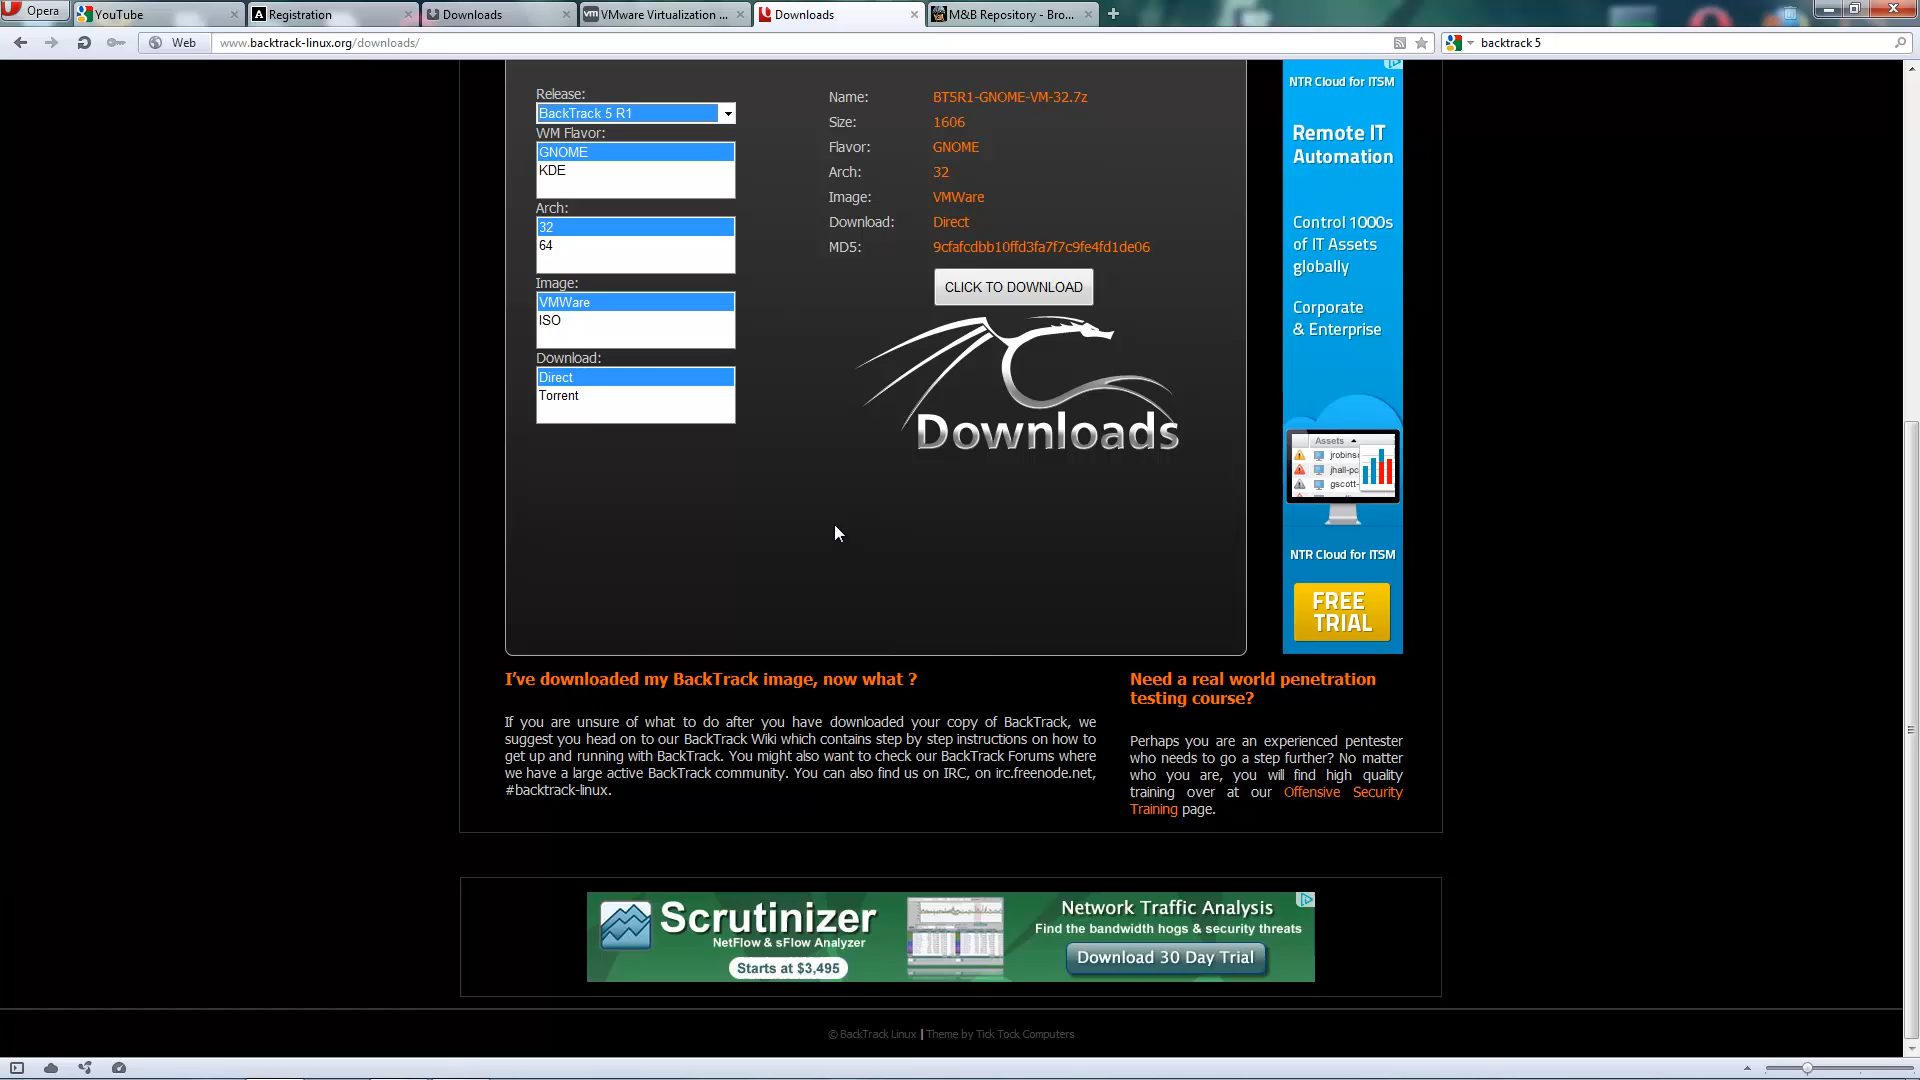 Opera
YouTube
Registration
Downloads
VMware Virtualization ...
Downloads
M&B Repository - Bro...
Web
www.backtrack-linux.org/downloads/
backtrack 5
Release:
BackTrack 5 R1
WM Flavor:
GNOME
KDE
Arch:
32
64
Image:
VMWare
ISO
Download:
Direct
Torrent
Name: BT5R1-GNOME-VM-32.7z
Size: 1606
Flavor: GNOME
Arch: 32
Image: VMWare
Download: Direct
MD5: 9cfafcdbb10ffd3fa7f7c9fe4fd1de06
CLICK TO DOWNLOAD
Downloads
NTR Cloud for ITSM
Remote IT
Automation
Control 1000s
of IT Assets
globally
Corporate
& Enterprise
Assets
jrobins
jhall-pc
gscott-
NTR Cloud for ITSM
FREE
TRIAL
I've downloaded my BackTrack image, now what ?
If you are unsure of what to do after you have downloaded your copy of BackTrack, we
suggest you head on to our BackTrack Wiki which contains step by step instructions on how to
get up and running with BackTrack. You might also want to check our BackTrack Forums where
we have a large active BackTrack community. You can also find us on IRC, on irc.freenode.net,
#backtrack-linux.
Need a real world penetration
testing course?
Perhaps you are an experienced pentester
who needs to go a step further? No matter
who you are, you will find high quality
training over at our Offensive Security
Training page.
Scrutinizer
NetFlow & sFlow Analyzer
Starts at $3,495
Network Traffic Analysis
Find the bandwidth hogs & security threats
Download 30 Day Trial
© BackTrack Linux | Theme by Tick Tock Computers